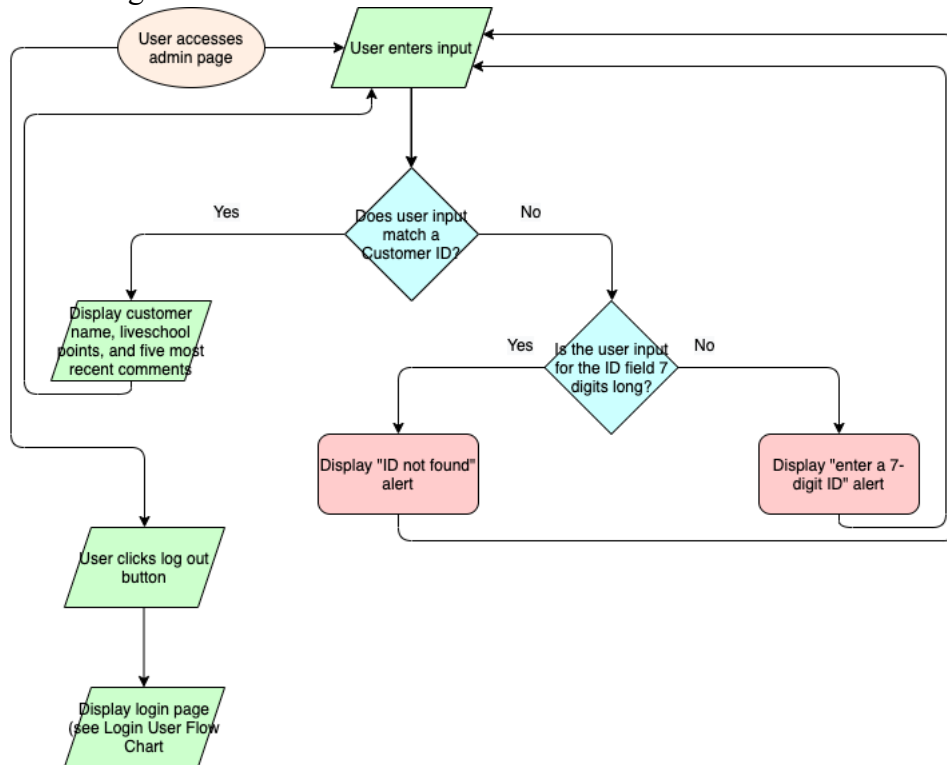 User accesses
admin page
User enters input
Does user input
match a
Customer ID?
Yes
No
Display customer
name, liveschool
points, and five most
recent comments
Is the user input
for the ID field 7
digits long?
Yes
No
Display "ID not found"
alert
Display "enter a 7-
digit ID" alert
User clicks log out
button
Display login page
(see Login User Flow
Chart